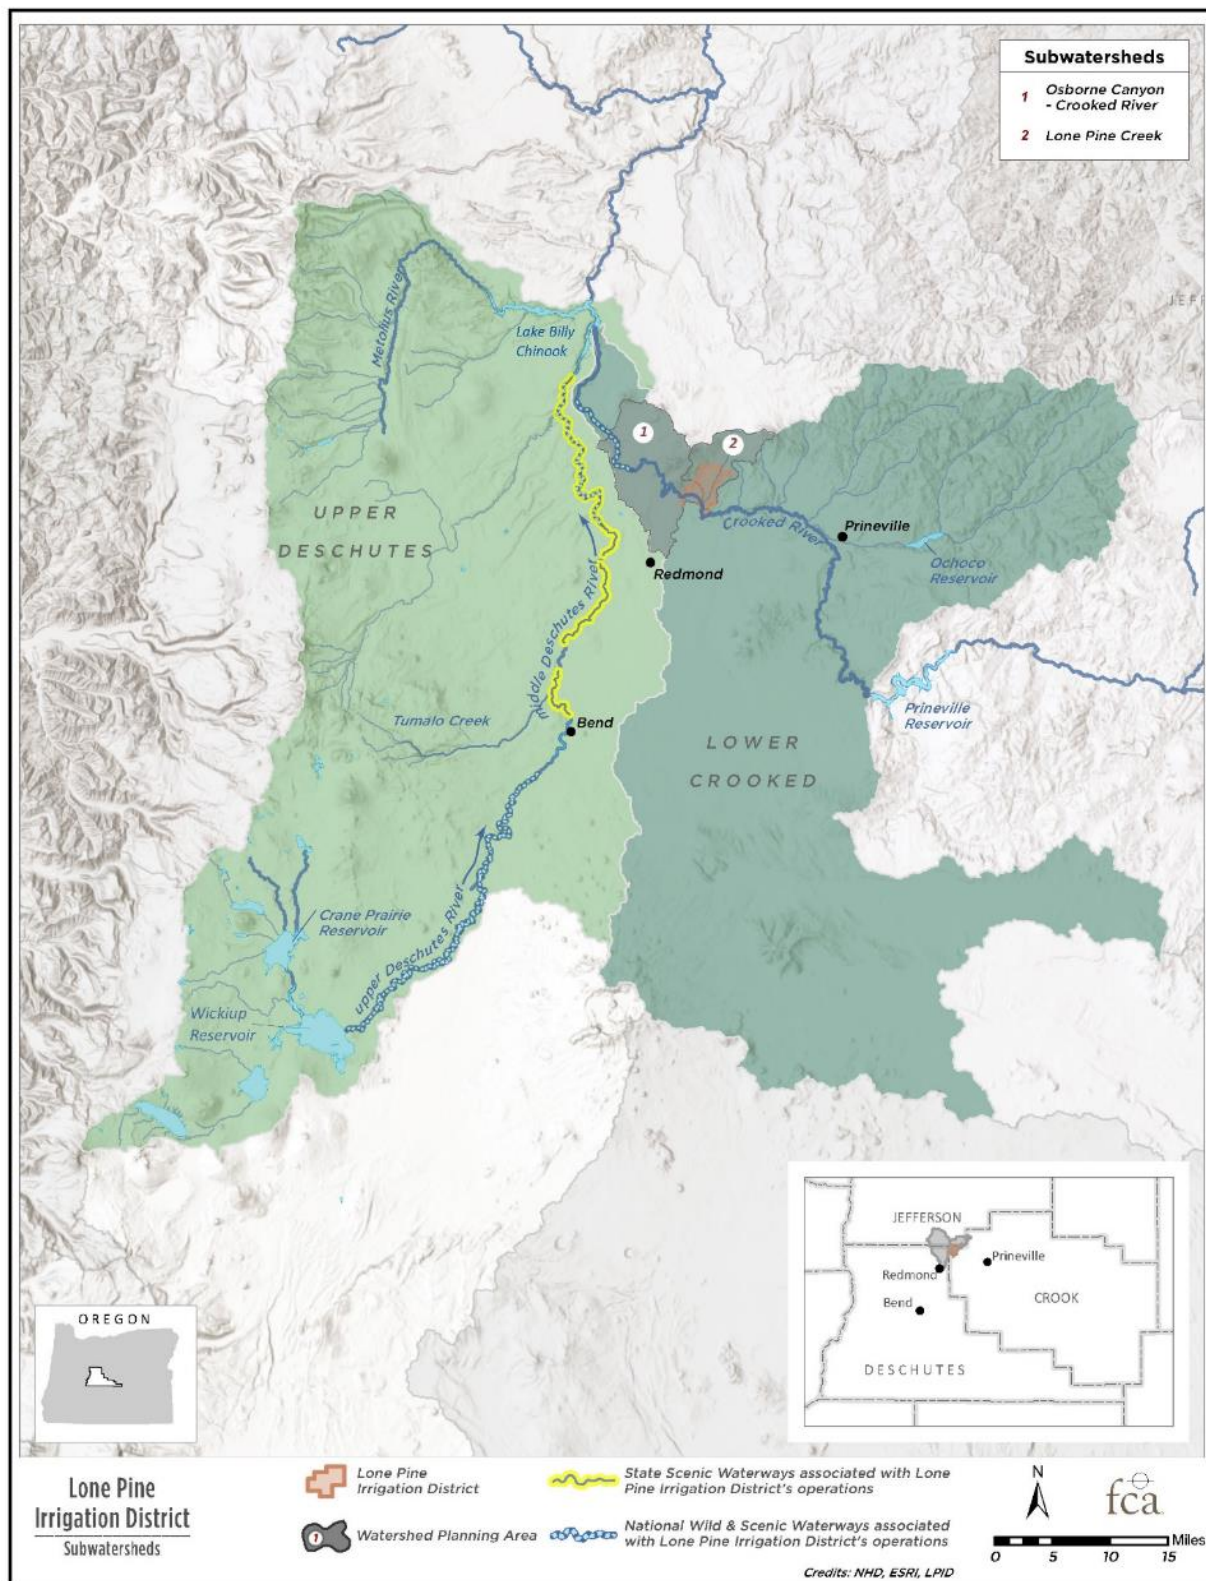 Subwatersheds
1 Osborne Canyon
- Crooked River
2 Lone Pine Creek
Metolius River
Lake Billy
Chinook
1
2
UPPER
DESCHUTES
Crooked River
Prineville
Ochoco
Reservoir
Redmond
middle Deschutes River
Prineville
Reservoir
Tumalo Creek
Bend
LOWER
CROOKED
Crane Prairie
Reservoir
upper Deschutes River
Wickiup
Reservoir
JEFFERSON
Prineville
Redmond
Bend
CROOK
DESCHUTES
OREGON
Lone Pine
Irrigation District
Subwatersheds
Lone Pine
Irrigation District
1 Watershed Planning Area
State Scenic Waterways associated with Lone
Pine Irrigation District's operations
National Wild & Scenic Waterways associated
with Lone Pine Irrigation District's operations
N
fca
Miles
0 5 10 15
Credits: NHD, ESRI, LPID